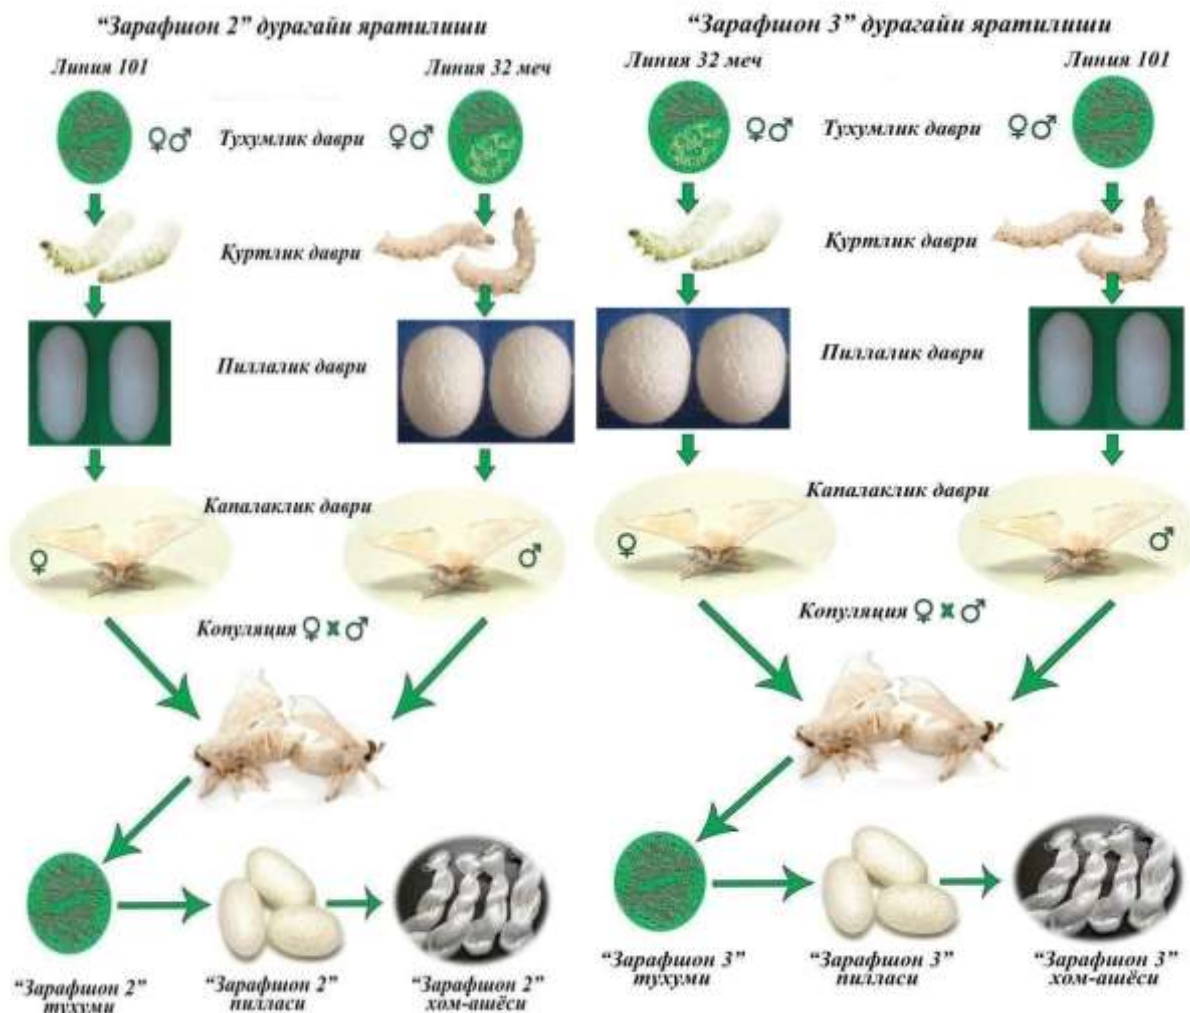 “Зарафшон 2” дурагайи яратилиши
Линия 101
Линия 32 меч
Тухумлик даври
♀♂
♀♂
Қуртлик даври
Пиллалик даври
Капалаклик даври
♀
♂
Копуляция ♀ x ♂
“Зарафшон 2”
тухуми
“Зарафшон 2”
пилласи
“Зарафшон 2”
хом-ашёси
“Зарафшон 3” дурагайи яратилиши
Линия 32 меч
Линия 101
Тухумлик даври
♀♂
♀♂
Қуртлик даври
Пиллалик даври
Капалаклик даври
♀
♂
Копуляция ♀ x ♂
“Зарафшон 3”
тухуми
“Зарафшон 3”
пилласи
“Зарафшон 3”
хом-ашёси